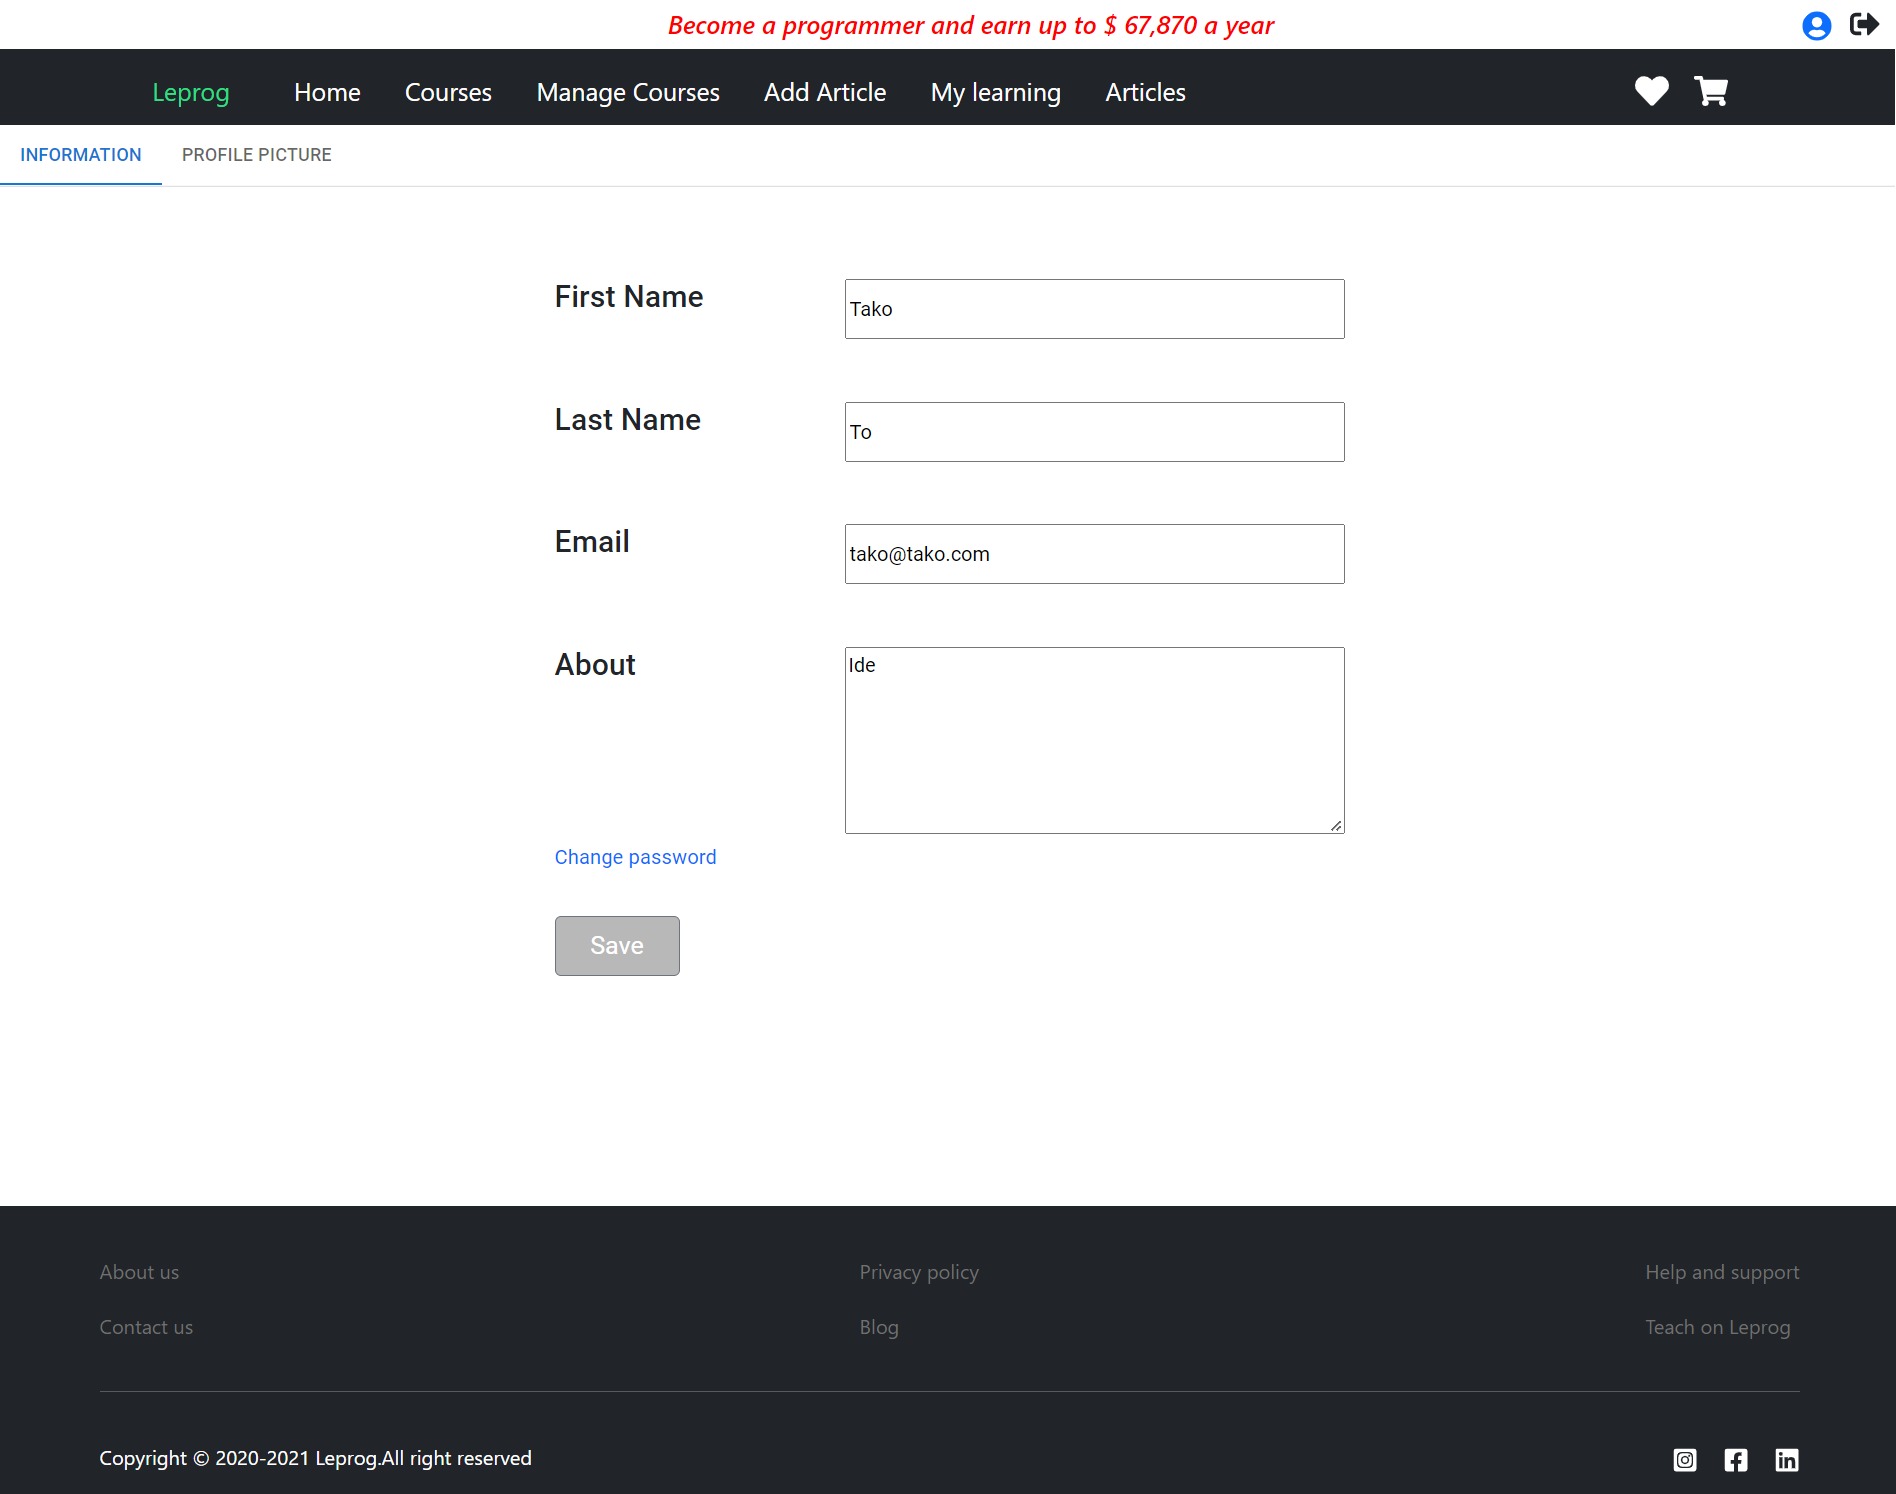 Become a programmer and earn up to $ 67,870 a year
Leprog Home Courses Manage Courses Add Article My learning Articles
INFORMATION PROFILE PICTURE
First Name Tako
Last Name To
Email tako@tako.com
About Ide
Change password
Save
About us Privacy policy Help and support
Contact us Blog Teach on Leprog
Copyright © 2020-2021 Leprog.All right reserved